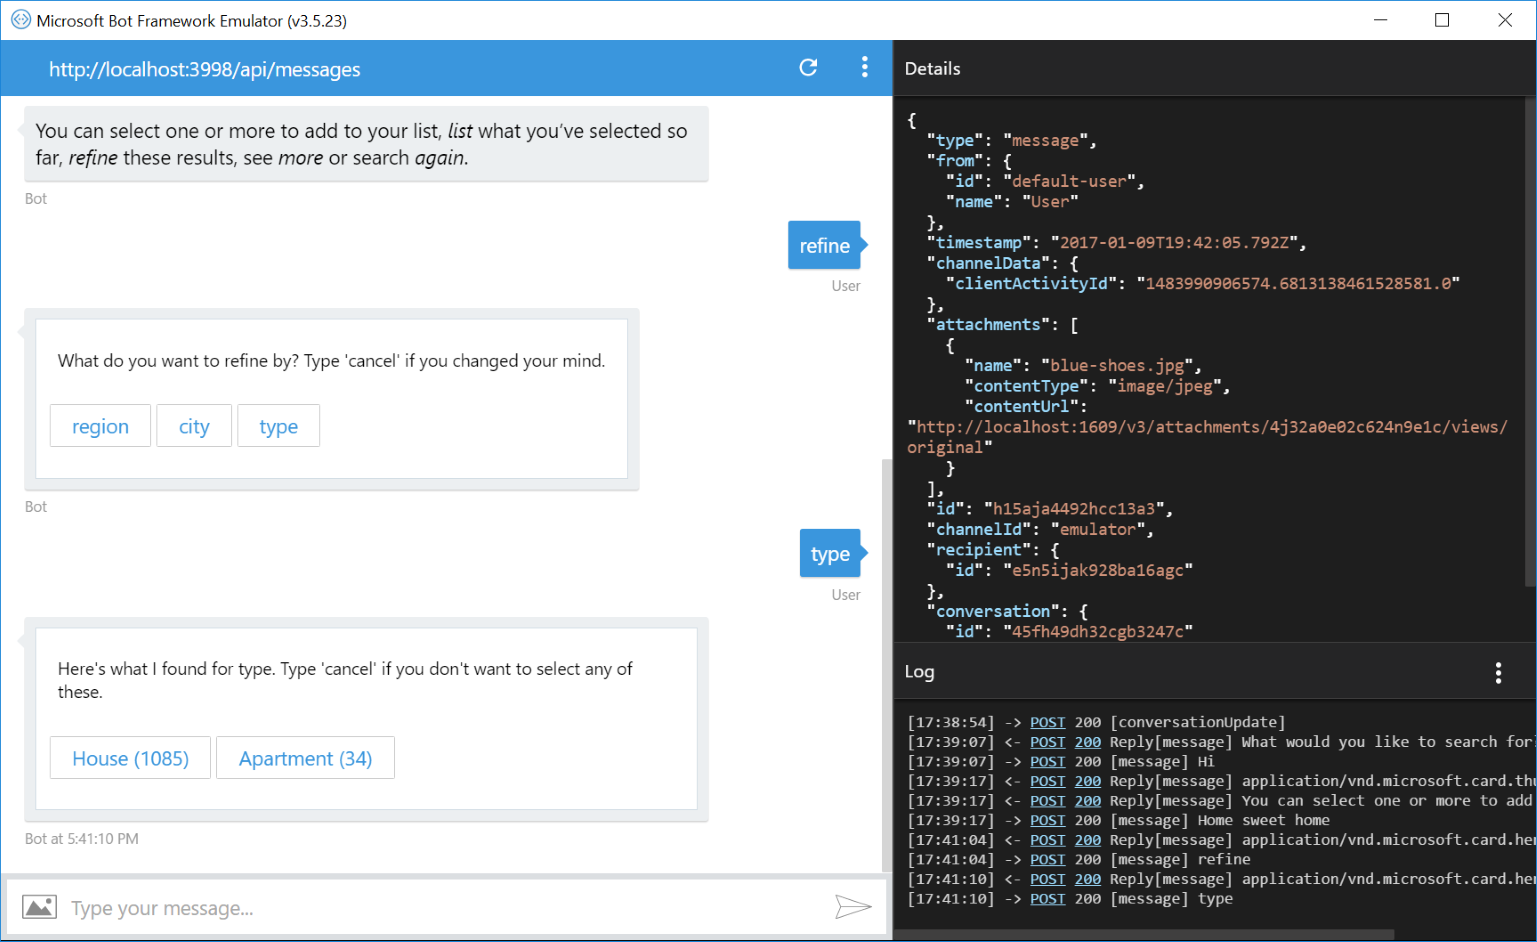 Microsoft Bot Framework Emulator (v3.5.23)
http://localhost:3998/api/messages
You can select one or more to add to your list, list what you've selected so
far, refine these results, see more or search again.
Bot
refine
User
What do you want to refine by? Type 'cancel' if you changed your mind.
region city type
Bot
type
User
Here's what I found for type. Type 'cancel' if you don't want to select any of
these.
House (1085) Apartment (34)
Bot at 5:41:10 PM
Type your message...
Details
{
"type": "message",
"from": {
"id": "default-user",
"name": "User"
},
"timestamp": "2017-01-09T19:42:05.792Z",
"channelData": {
"clientActivityId": "1483990906574.6813138461528581.0"
},
"attachments": [
{
"name": "blue-shoes.jpg",
"contentType": "image/jpeg",
"contentUrl":
"http://localhost:1609/v3/attachments/4j32a0e02c624n9e1c/views/
original"
}
],
"id": "h15aja4492hcc13a3",
"channelId": "emulator",
"recipient": {
"id": "e5n5ijak928ba16agc"
},
"conversation": {
"id": "45fh49dh32cgb3247c"
Log
[17:38:54] -> POST 200 [conversationUpdate]
[17:39:07] <- POST 200 Reply[message] What would you like to search for?
[17:39:07] -> POST 200 [message] Hi
[17:39:17] <- POST 200 Reply[message] application/vnd.microsoft.card.thu
[17:39:17] <- POST 200 Reply[message] You can select one or more to add
[17:39:17] -> POST 200 [message] Home sweet home
[17:41:04] <- POST 200 Reply[message] application/vnd.microsoft.card.her
[17:41:04] -> POST 200 [message] refine
[17:41:10] <- POST 200 Reply[message] application/vnd.microsoft.card.her
[17:41:10] -> POST 200 [message] type